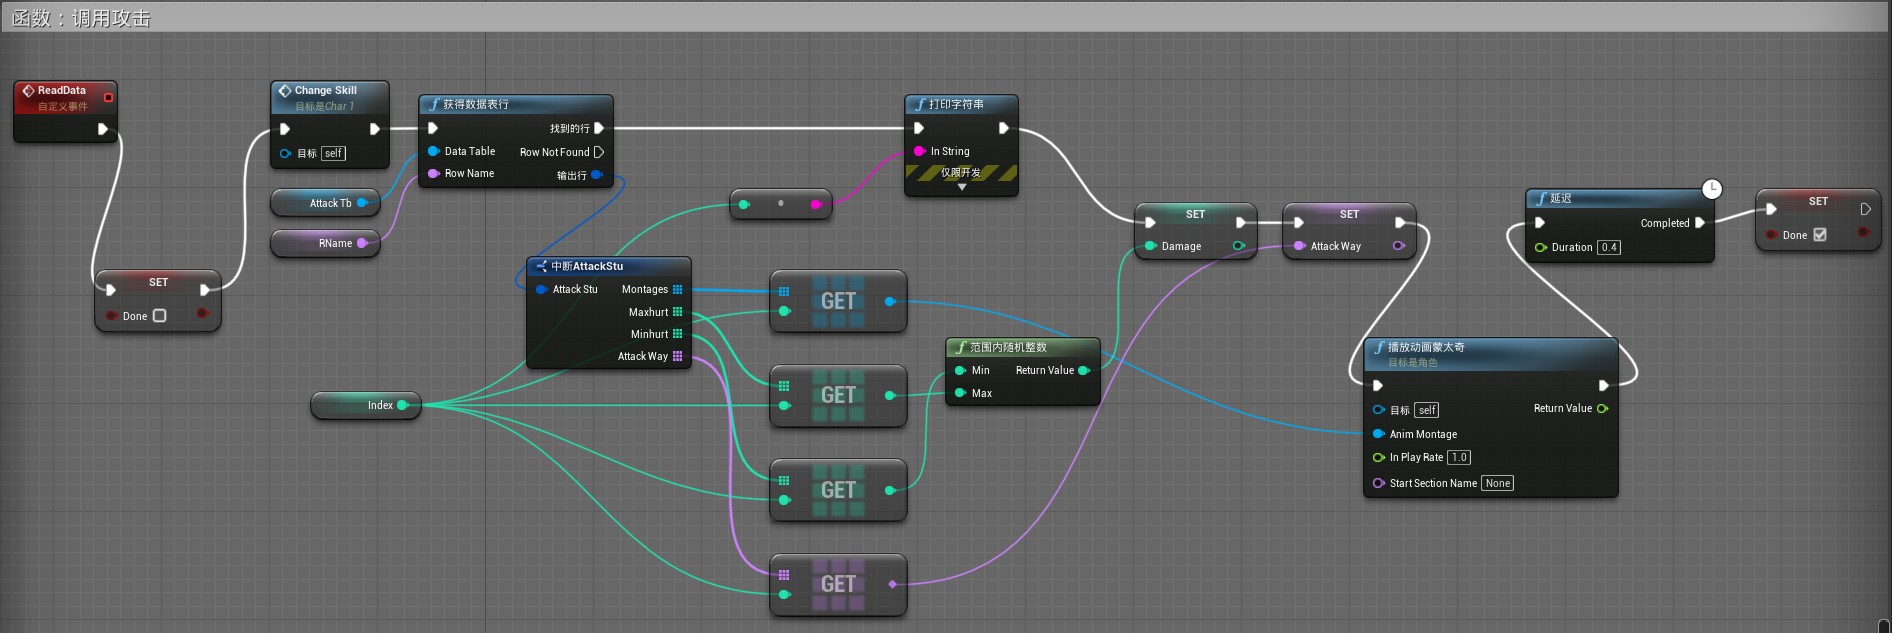 函数：调用攻击
ReadData
自定义事件
SET
Done
Change Skill
目标是Char 1
目标 self
Attack Tb
RName
获得数据表行
找到的行
Data Table Row Not Found
Row Name 输出行
中断AttackStu
Attack Stu Montages
Maxhurt
Minhurt
Attack Way
Index
GET
GET
GET
GET
打印字符串
In String
仅限开发
范围内随机整数
Min Return Value
Max
SET
Damage
SET
Attack Way
播放动画蒙太奇
目标是角色
目标 self Return Value
Anim Montage
In Play Rate 1.0
Start Section Name None
延迟
Completed
Duration 0.4
SET
Done